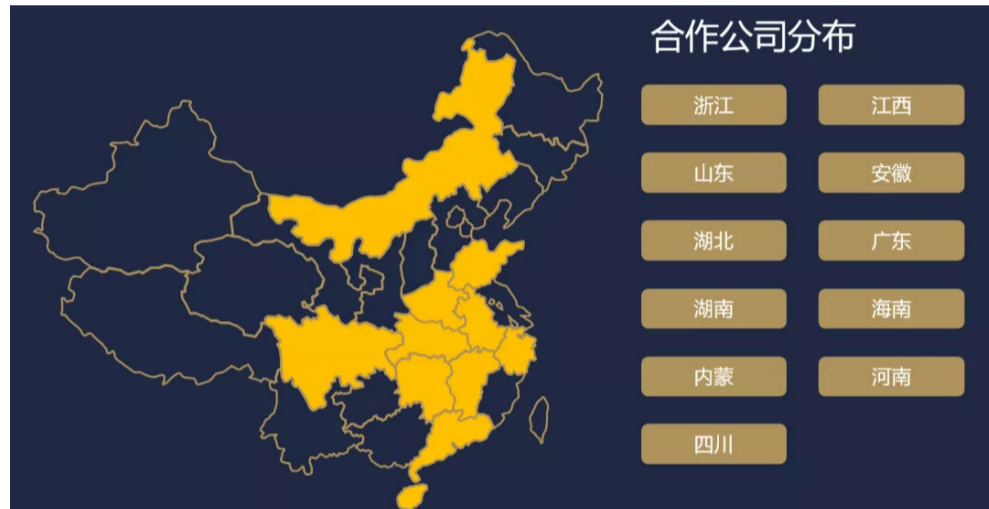 合作公司分布
浙江
江西
山东
安徽
湖北
广东
湖南
海南
内蒙
河南
四川